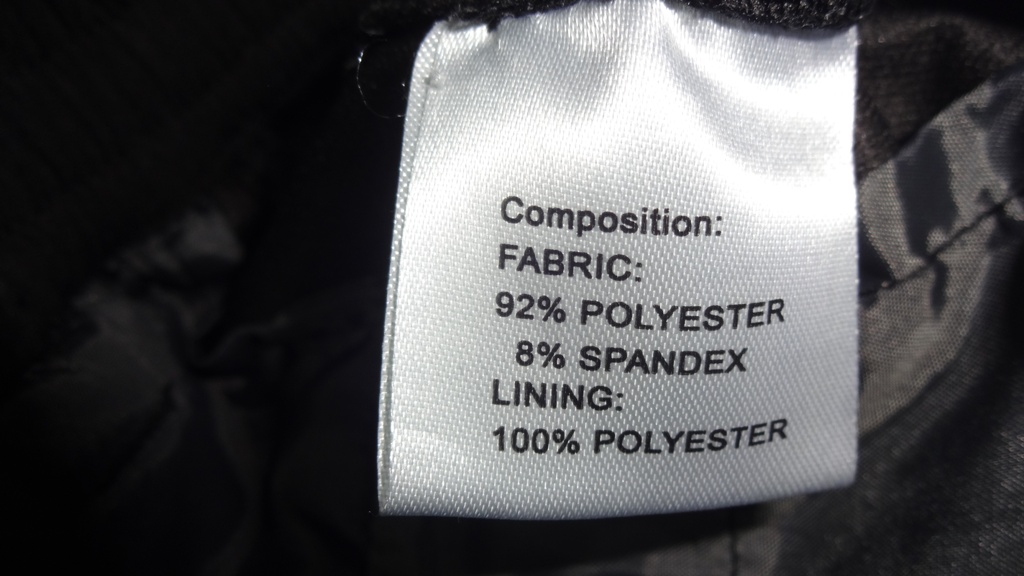 Composition:
FABRIC:
92% POLYESTER
8% SPANDEX
LINING:
100% POLYESTER